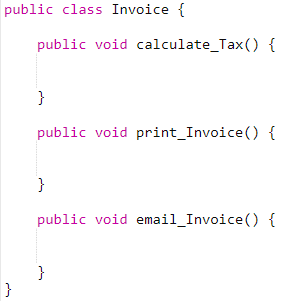 public class Invoice {
public void calculate_Tax() {
}
public void print_Invoice() {
}
public void email_Invoice() {
}
}